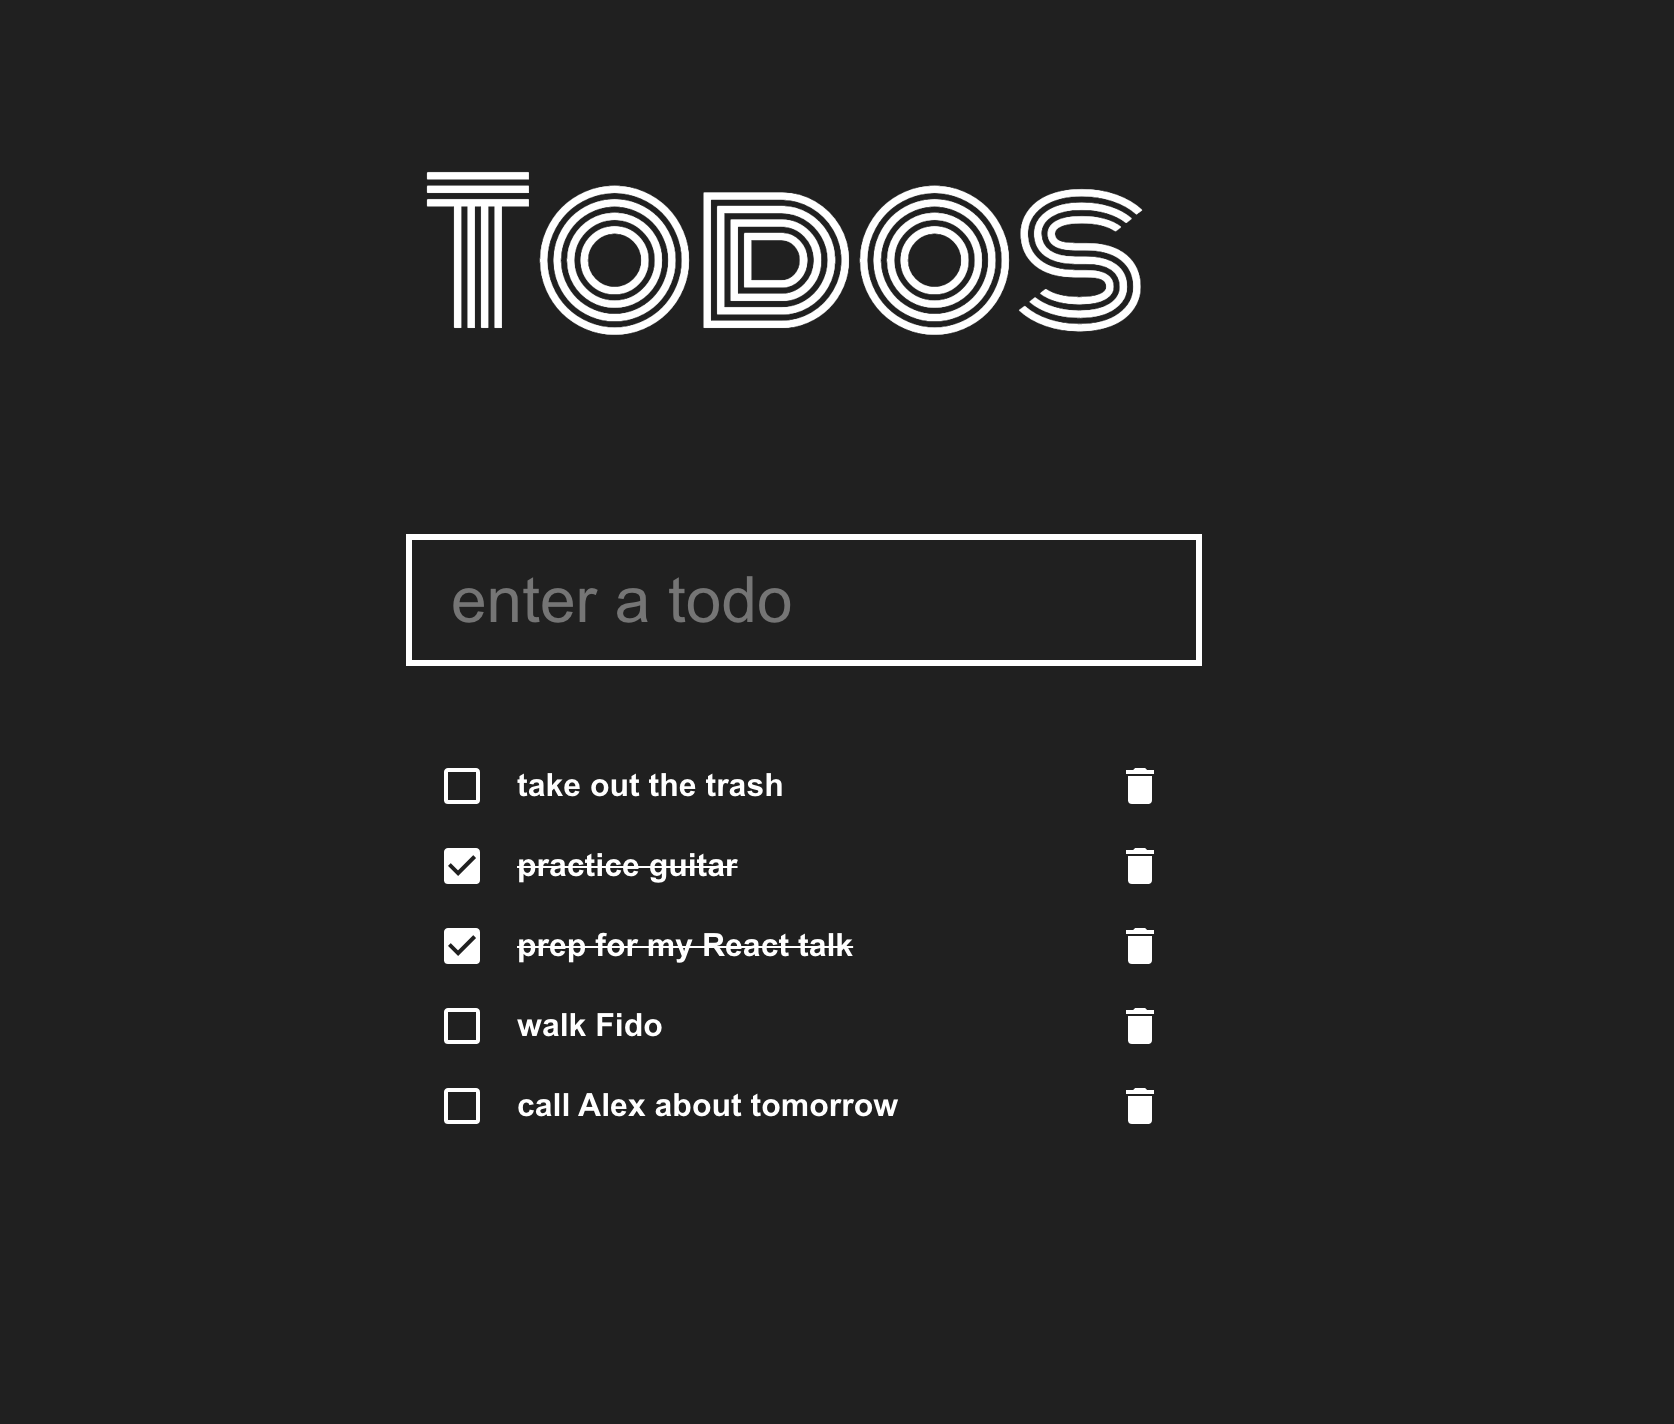 Todos
enter a todo
take out the trash
practice guitar
prep for my React talk
walk Fido
call Alex about tomorrow